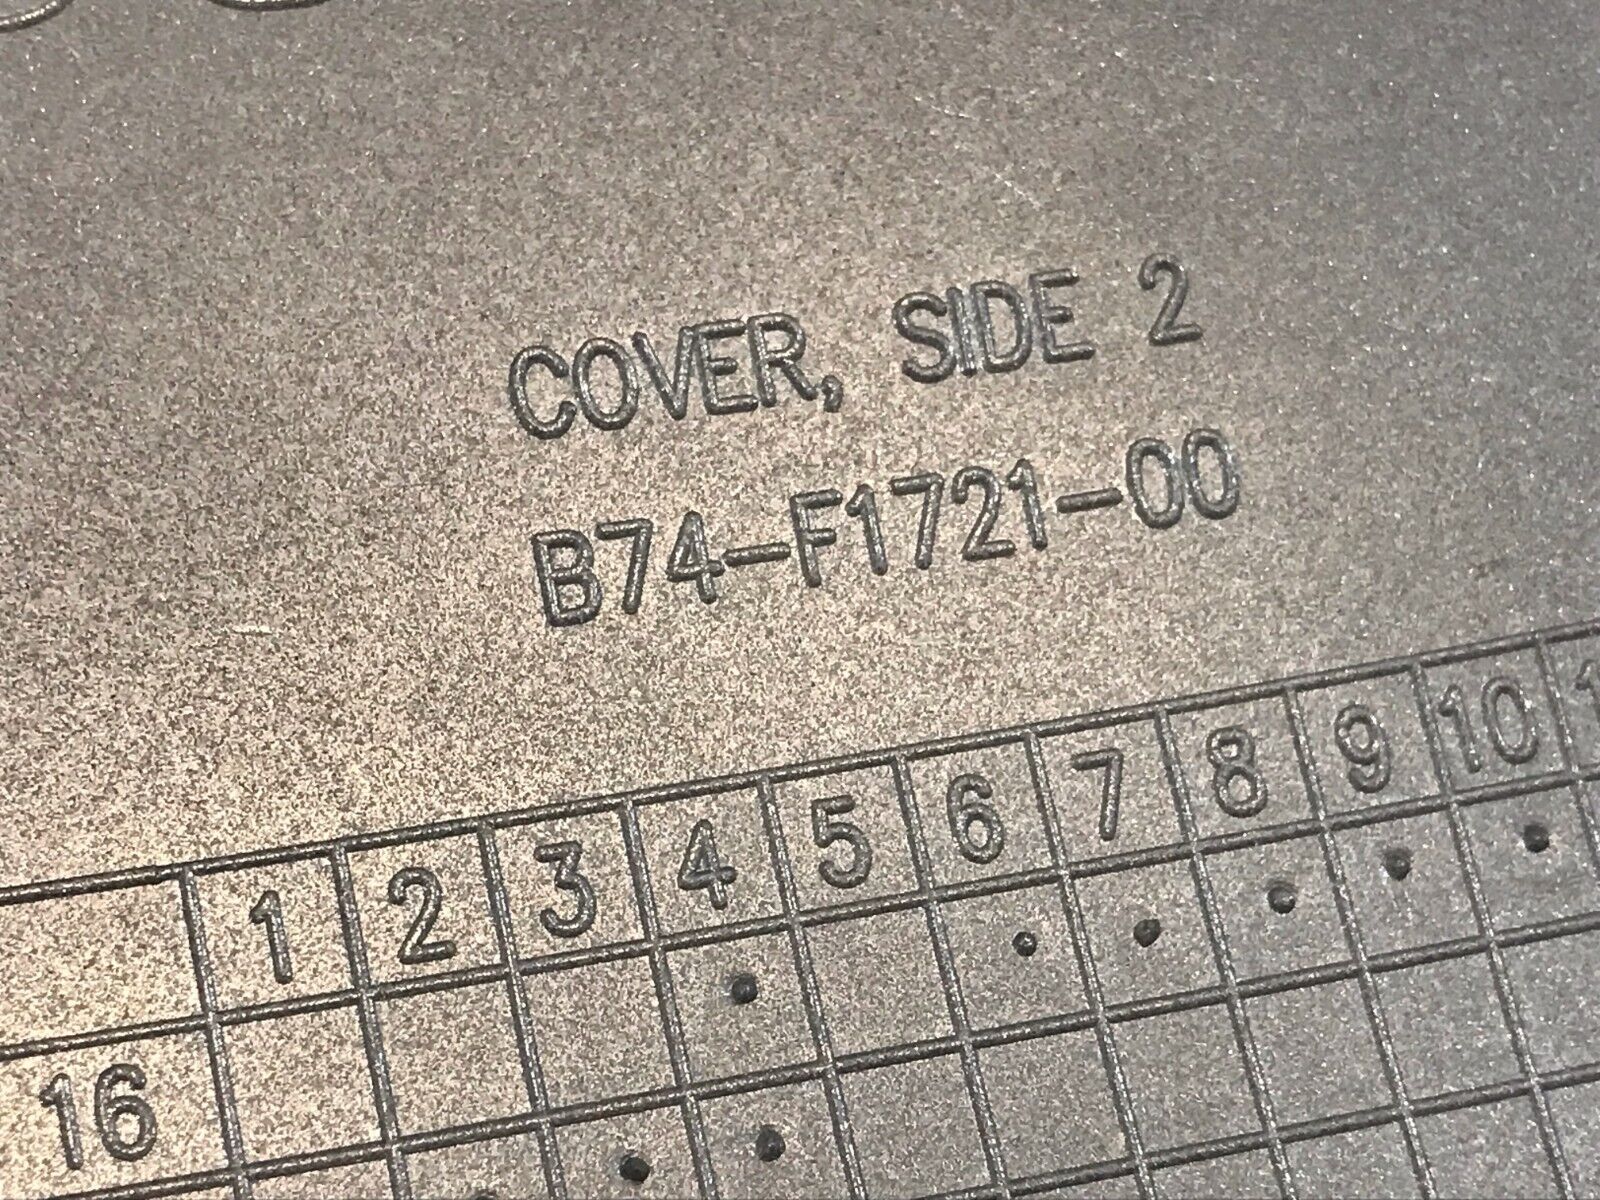 COVER, SIDE 2
B74-F1721-00
1 2 3 4 5 6 7 8 9 10
16